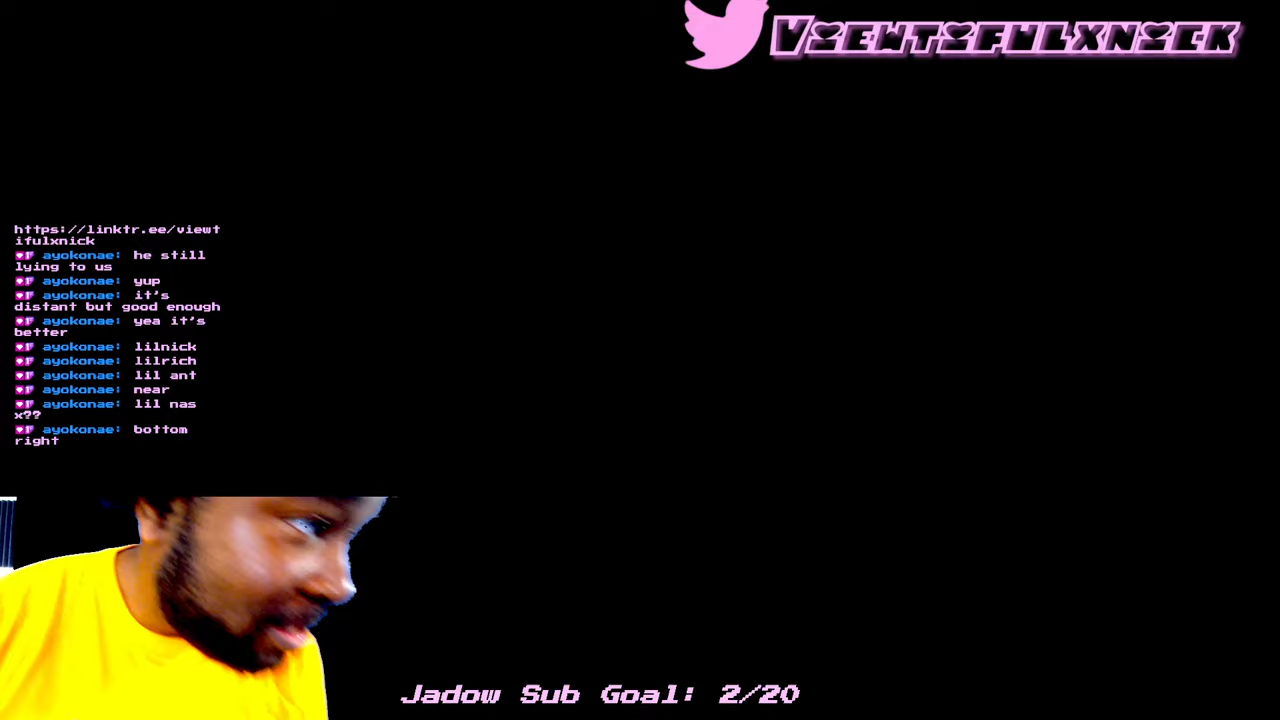 Viewtifulxnick
https://linktr.ee/viewt
ifulxnick
ayokonae: he still
lying to us
ayokonae: yup
ayokonae: it's
distant but good enough
ayokonae: yea it's
better
ayokonae: lilnick
ayokonae: lilrich
ayokonae: lil ant
ayokonae: near
ayokonae: lil nas
x??
ayokonae: bottom
right
Jadow Sub Goal: 2/20